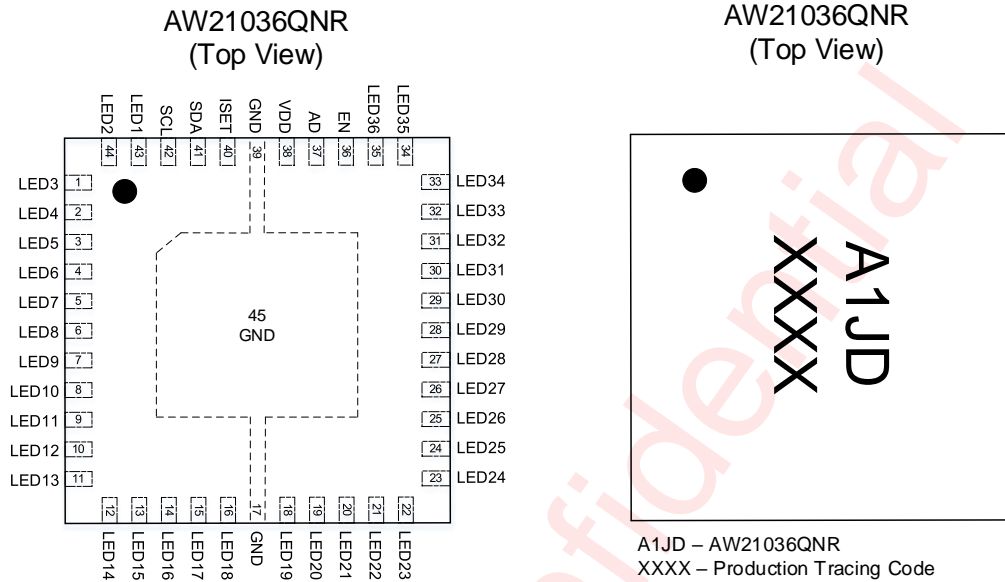 AW21036QNR
(Top View)
LED2
LED1
SCL
SDA
ISET
GND
VDD
AD
EN
LED36
LED35
44
43
42
41
40
39
38
37
36
35
34
LED3 1
LED4 2
LED5 3
LED6 4
LED7 5
LED8 6
LED9 7
LED10 8
LED11 9
LED12 10
LED13 11
45
GND
33 LED34
32 LED33
31 LED32
30 LED31
29 LED30
28 LED29
27 LED28
26 LED27
25 LED26
24 LED25
23 LED24
12
13
14
15
16
17
18
19
20
21
22
LED14
LED15
LED16
LED17
LED18
GND
LED19
LED20
LED21
LED22
LED23
AW21036QNR
(Top View)
A1JD
XXXX
A1JD – AW21036QNR
XXXX – Production Tracing Code
fidential